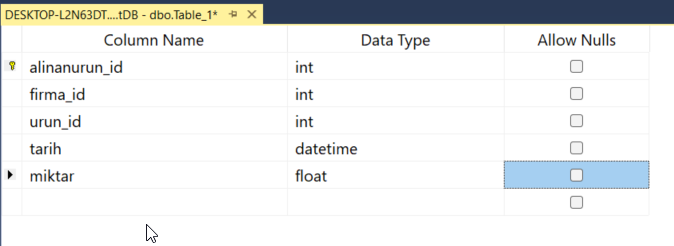 DESKTOP-L2N63DT....tDB - dbo.Table_1*
Column Name Data Type Allow Nulls
alinanurun_id int
firma_id int
urun_id int
tarih datetime
miktar float